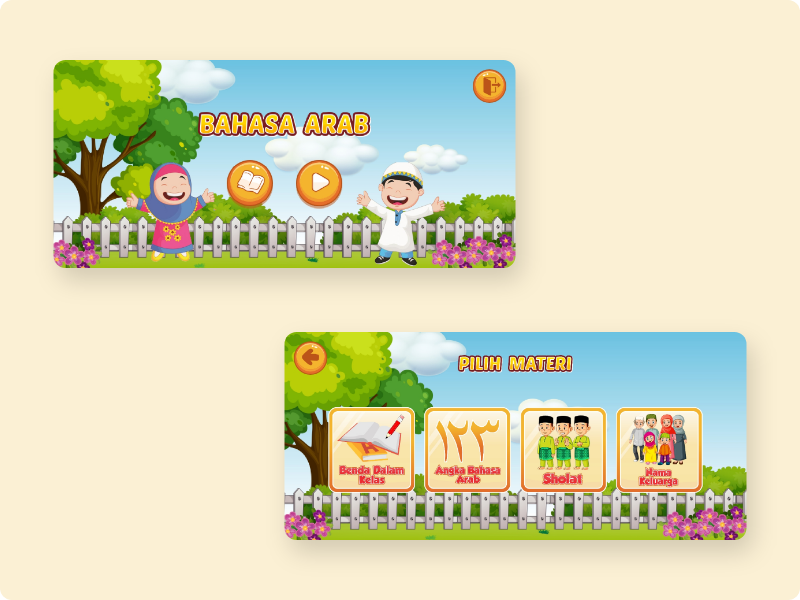 BAHASA ARAB
PILIH MATERI
١٢٣
Benda Dalam
Kelas
Angka Bahasa
Arab
Sholat
Nama
Keluarga